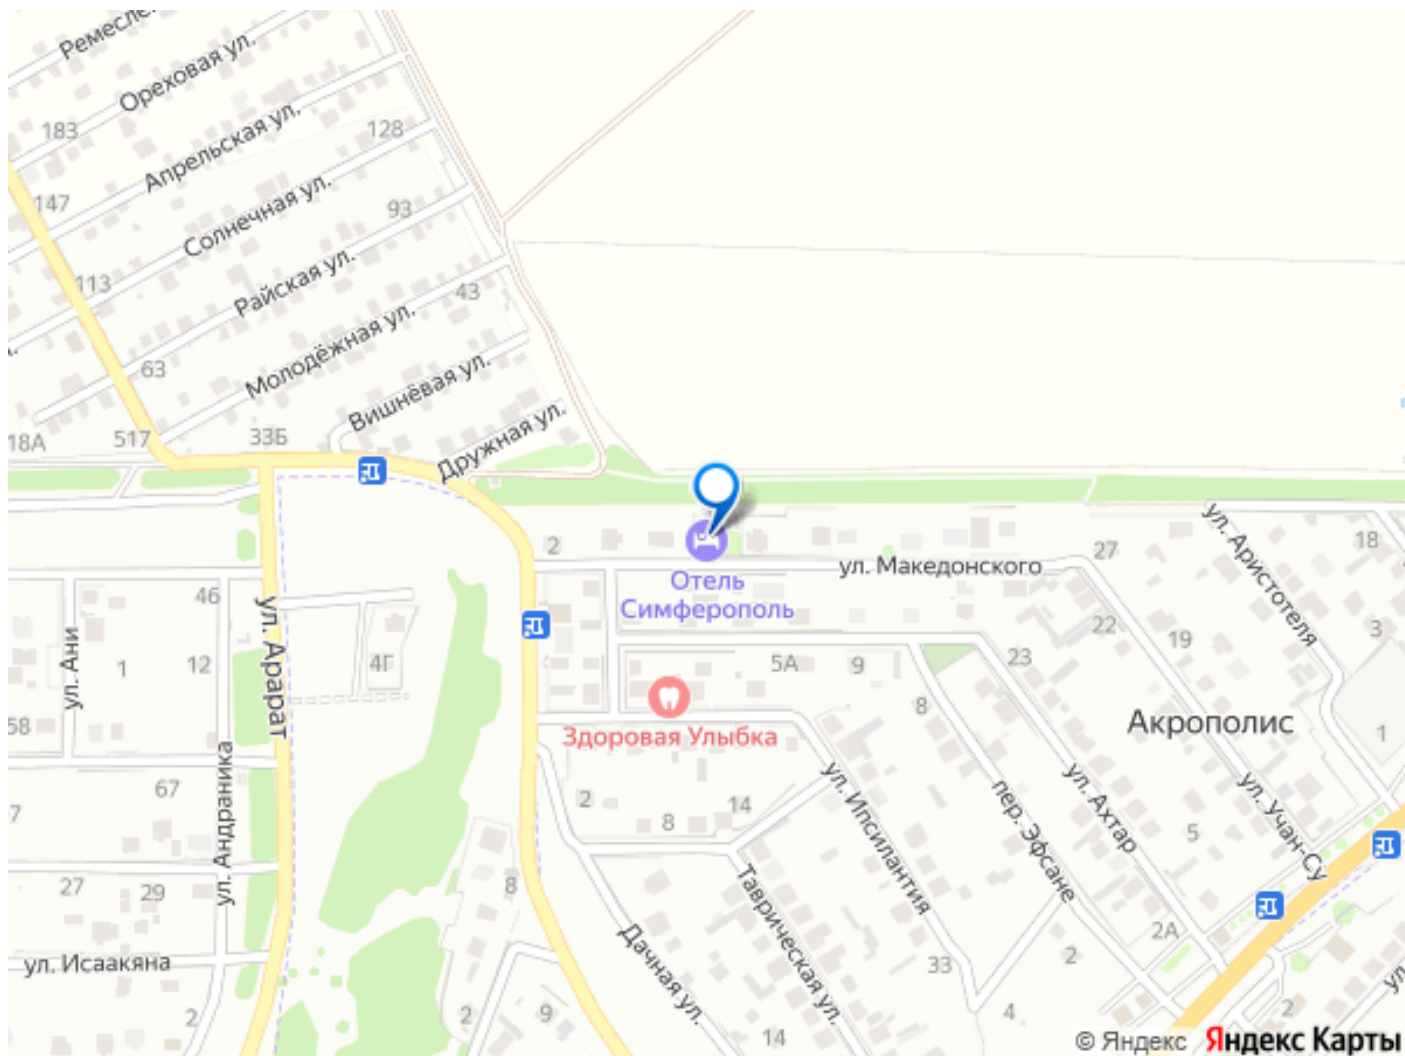 Ремесле
Ореховая ул.
183
Апрельская ул.
128
147
Солнечная ул.
93
113
Райская ул.
43
Молодёжная ул.
63
Вишнёвая ул.
18А
517
33Б
Дружная ул.
2
ул. Македонского
27
ул. Аристотеля
18
Отель
Симферополь
46
ул. Арарат
ул. Ани
1
12
4Г
22
19
3
5А
9
23
58
8
Акрополис
1
Здоровая Улыбка
ул. Андраника
67
7
2
14
8
ул. Ипсилантия
пер. Эфсане
ул. Ахтар
ул. Учан-Су
5
27
29
8
Таврическая ул.
Дачная ул.
2А
ул. Исаакяна
33
2
2
2
9
14
4
2
ул
© Яндекс Яндекс Карты